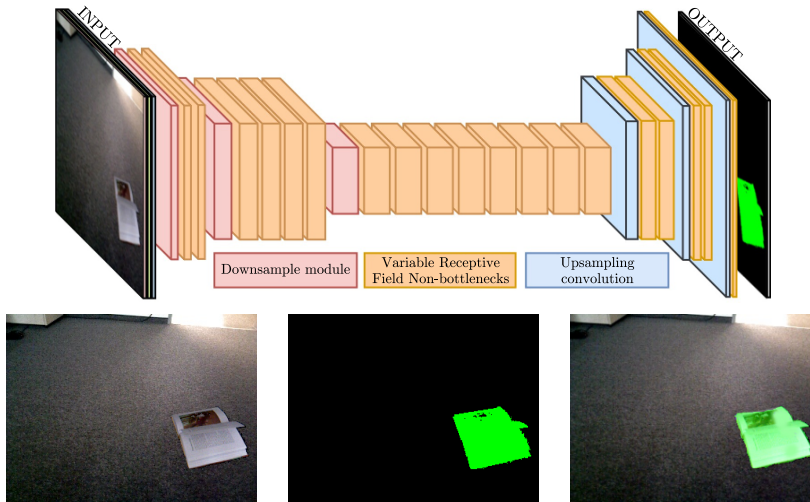 INPUT
OUTPUT
Downsample module
Variable Receptive
Field Non-bottlenecks
Upsampling
convolution